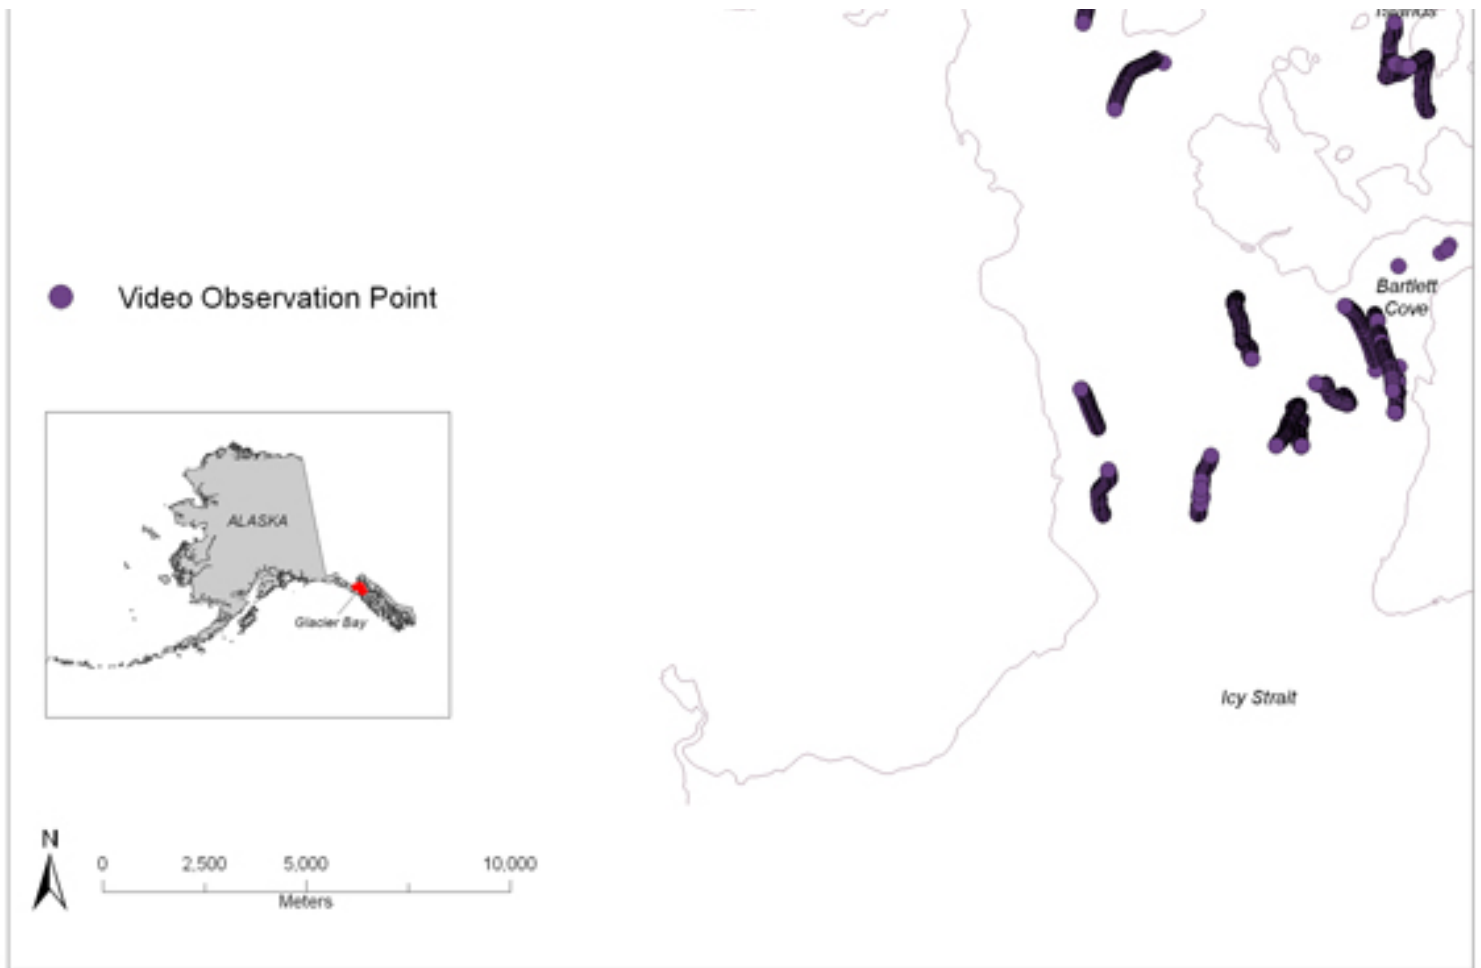 Video Observation Point
Bartlett
Cove
ALASKA
Glacier Bay
Icy Strait
N
0 2,500 5,000 10,000
Meters